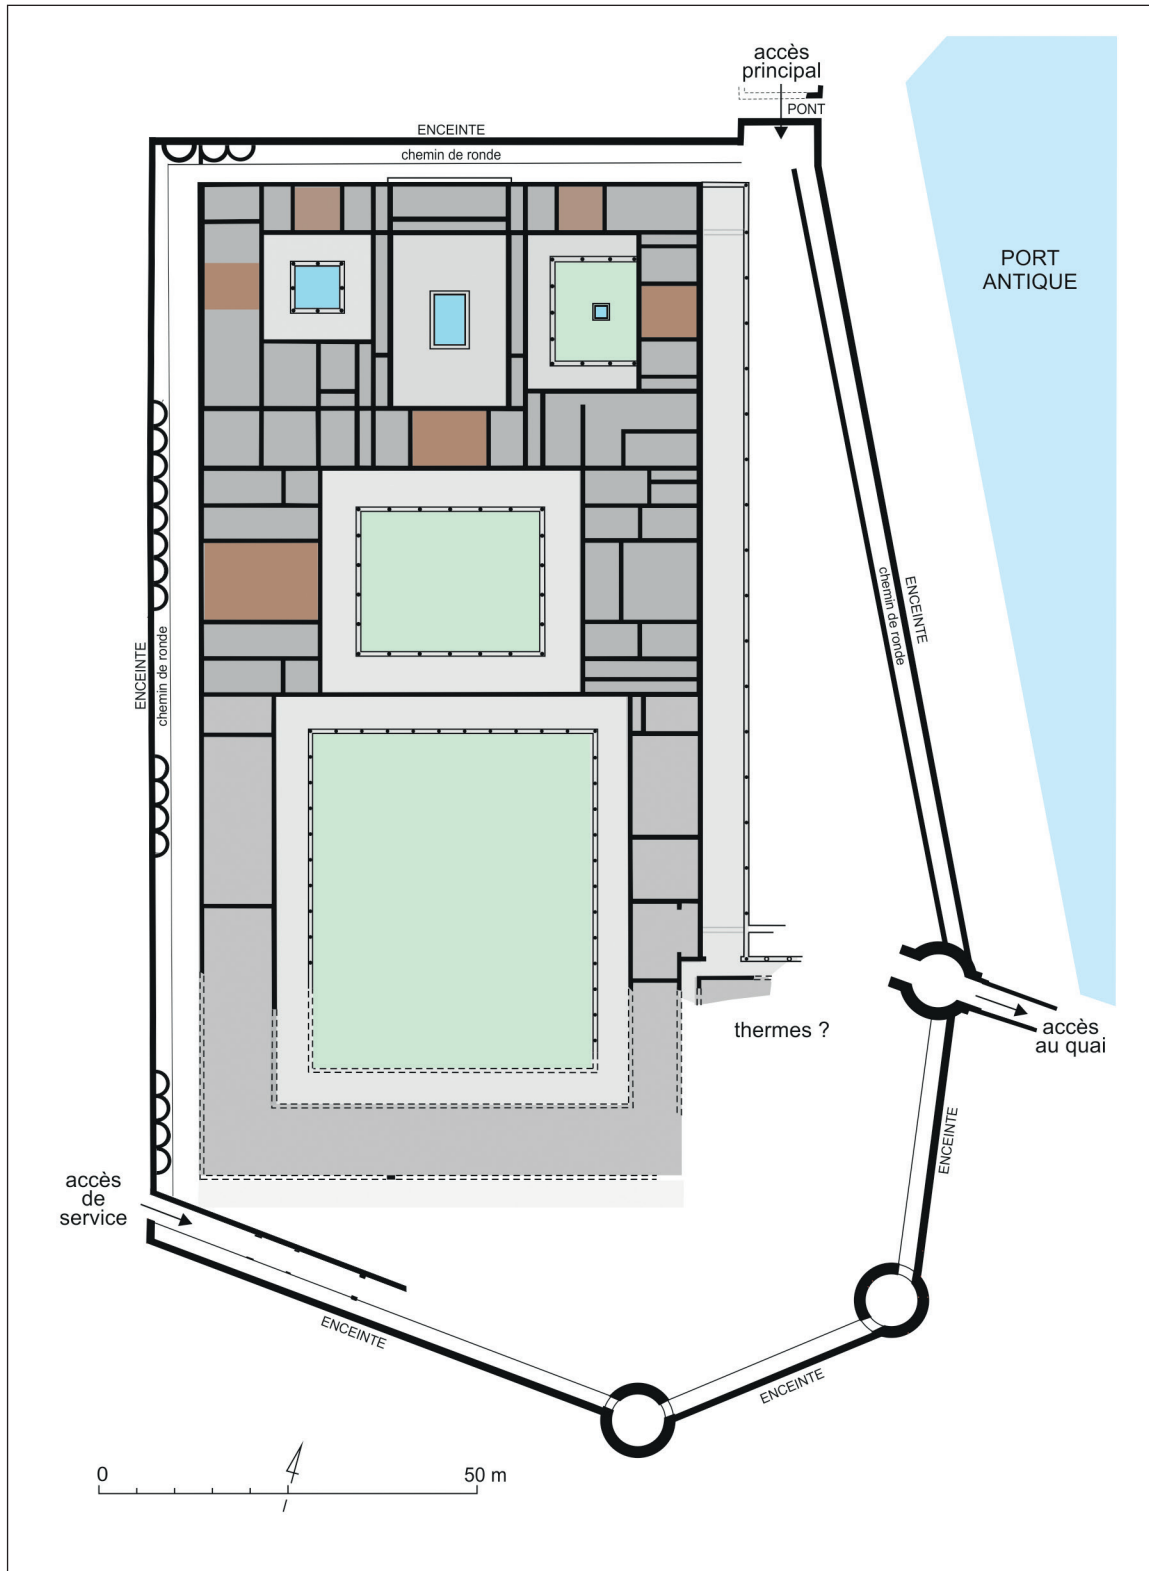 accès
principal
PONT
ENCEINTE
chemin de ronde
PORT
ANTIQUE
ENCEINTE
chemin de ronde
ENCEINTE
chemin de ronde
thermes ?
accès
au quai
ENCEINTE
accès
de
service
ENCEINTE
ENCEINTE
0
50 m